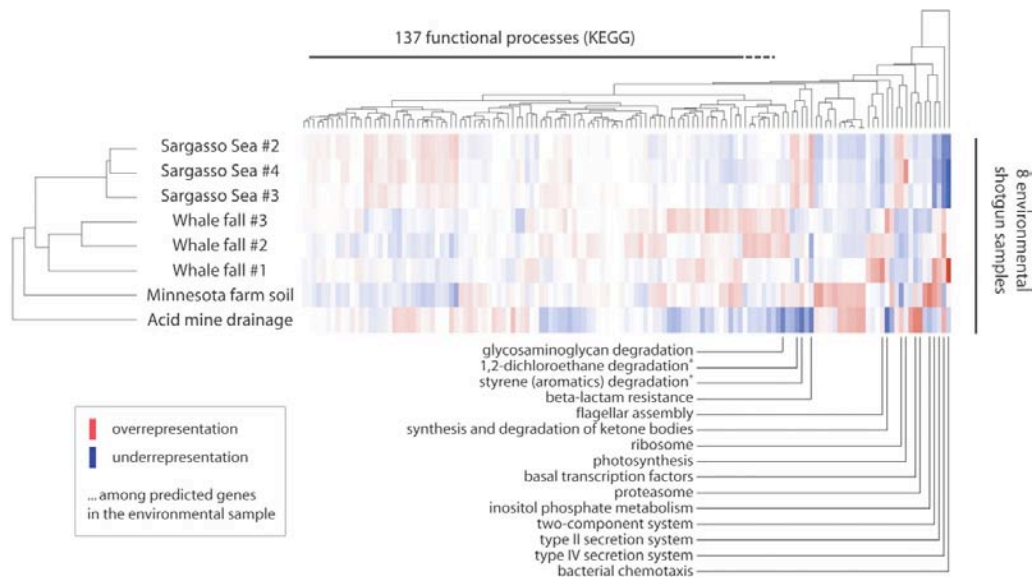 137 functional processes (KEGG)
Sargasso Sea #2
Sargasso Sea #4
Sargasso Sea #3
Whale fall #3
Whale fall #2
Whale fall #1
Minnesota farm soil
Acid mine drainage
8 environmental
shotgun samples
glycosaminoglycan degradation
1,2-dichloroethane degradation*
styrene (aromatics) degradation*
beta-lactam resistance
flagellar assembly
synthesis and degradation of ketone bodies
ribosome
photosynthesis
basal transcription factors
proteasome
inositol phosphate metabolism
two-component system
type II secretion system
type IV secretion system
bacterial chemotaxis
overrepresentation
underrepresentation
...among predicted genes
in the environmental sample